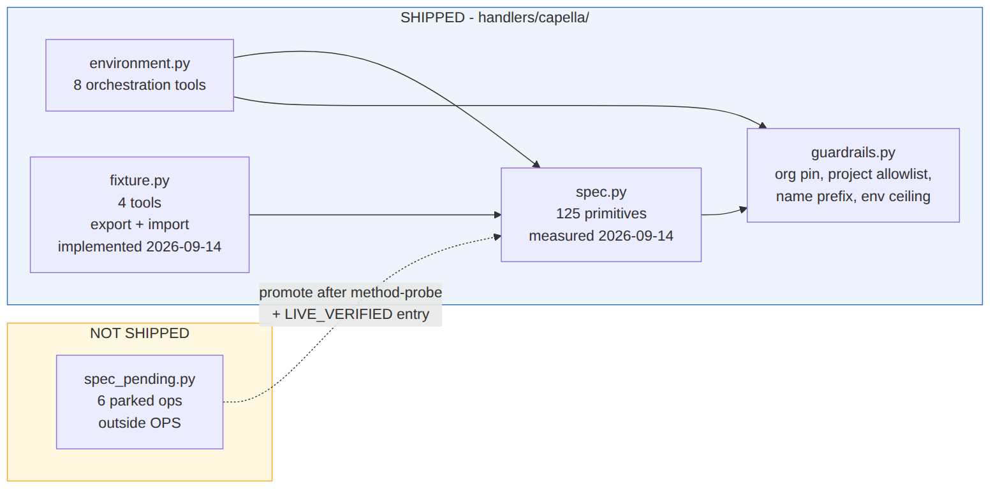 SHIPPED - handlers/capella/
environment.py
8 orchestration tools
fixture.py
4 tools
export + import
implemented 2026-09-14
spec.py
125 primitives
measured 2026-09-14
guardrails.py
org pin, project allowlist,
name prefix, env ceiling
promote after method-probe
+ LIVE_VERIFIED entry
NOT SHIPPED
spec_pending.py
6 parked ops
outside OPS